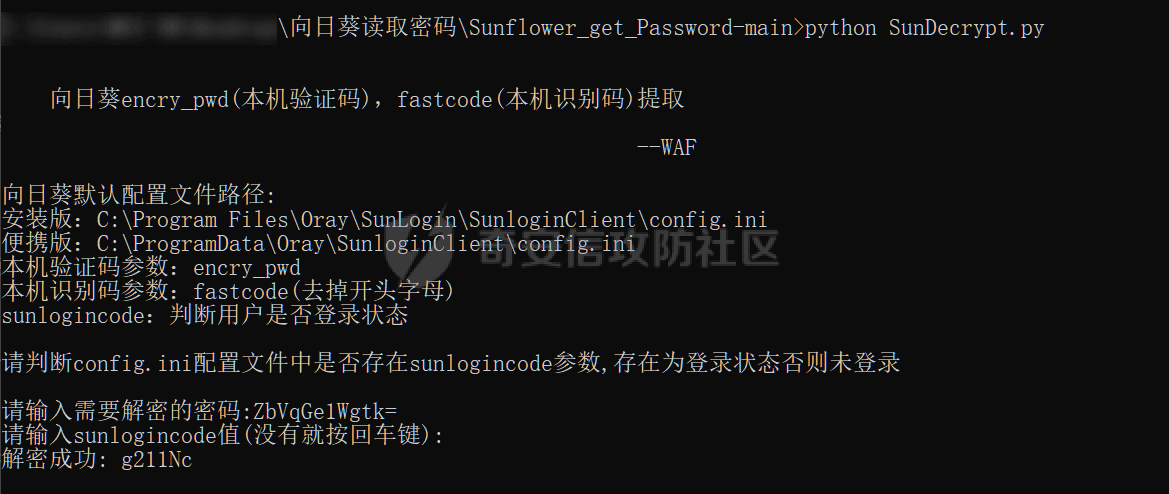 \向日葵读取密码\Sunflower_get_Password-main>python SunDecrypt.py
向日葵encry_pwd(本机验证码)，fastcode(本机识别码)提取
--WAF
向日葵默认配置文件路径:
安装版：C:\Program Files\Oray\SunLogin\SunloginClient\config.ini
便携版：C:\ProgramData\Oray\SunloginClient\config.ini
奇安信攻防社区
本机验证码参数：encry_pwd
本机识别码参数：fastcode(去掉开头字母)
sunlogincode：判断用户是否登录状态
请判断config.ini配置文件中是否存在sunlogincode参数,存在为登录状态否则未登录
请输入需要解密的密码:ZbVqGe1Wgtk=
请输入sunlogincode值(没有就按回车键):
解密成功: g211Nc